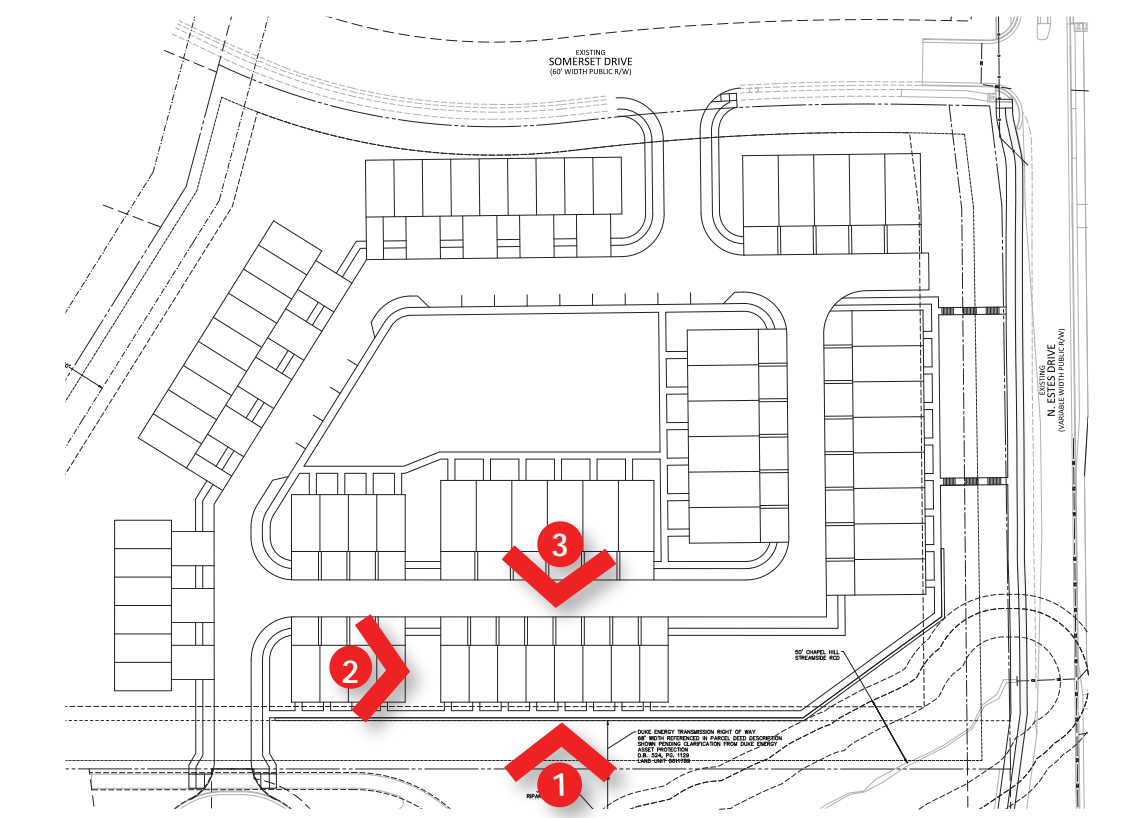 EXISTING
SOMERSET DRIVE
(60' WIDTH PUBLIC R/W)
EXISTING
N. ESTES DRIVE
(VARIABLE WIDTH PUBLIC R/W)
3
2
50' CHAPEL HILL
STREAMSIDE RCD
DUKE ENERGY TRANSMISSION RIGHT OF WAY
68' WIDTH REFERENCED IN PARCEL DEED DESCRIPTION
SHOWN PENDING CLARIFICATION FROM DUKE ENERGY
ASSET PROTECTION
D.B. 524, PG. 1129
LAND UNIT
1